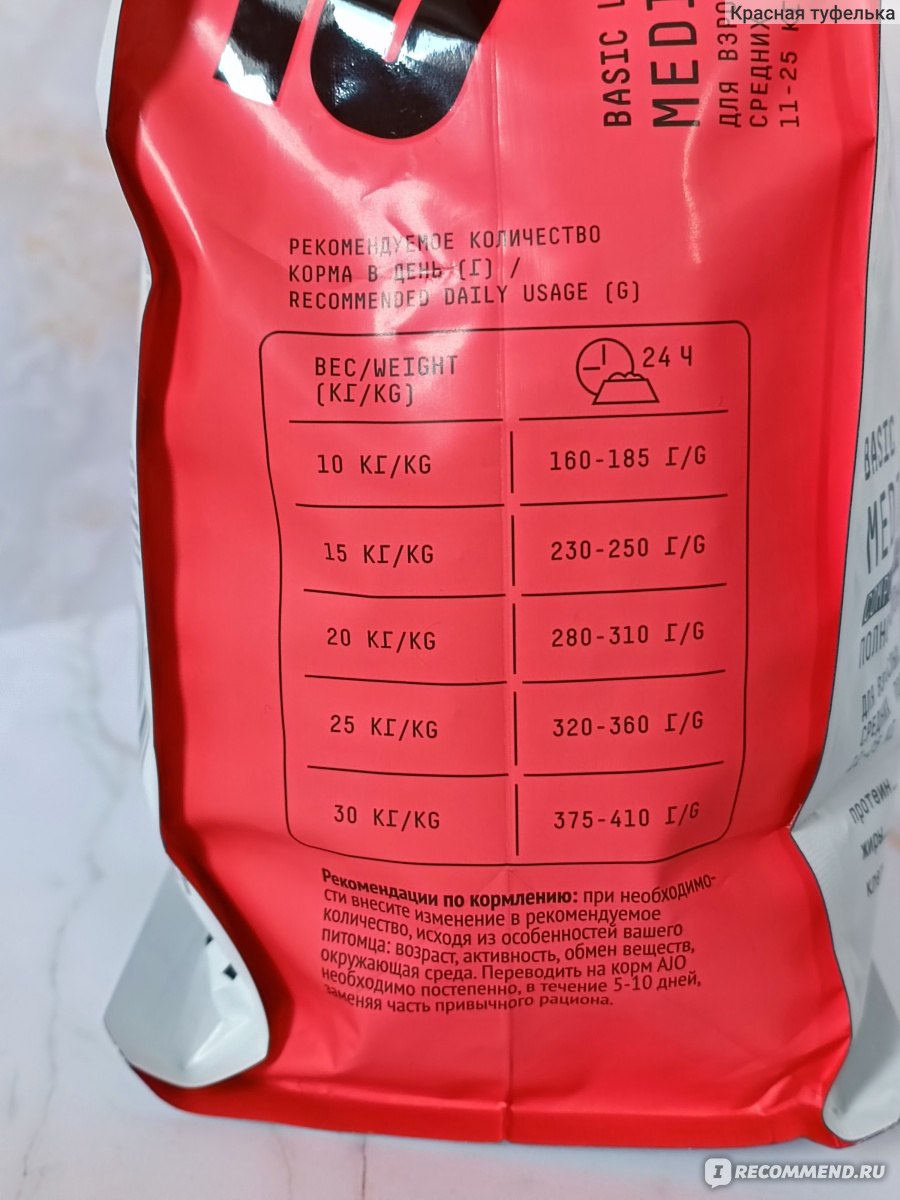 Красная туфелька
BASIC
MEDI
ДЛЯ ВЗРО
СРЕДНИХ
11-25 К
РЕКОМЕНДУЕМОЕ КОЛИЧЕСТВО
КОРМА В ДЕНЬ (Г) /
RECOMMENDED DAILY USAGE (G)
ВЕС/WEIGHT
(КГ/KG)
24 Ч
10 КГ/KG
160-185 Г/G
15 КГ/KG
230-250 Г/G
20 КГ/KG
280-310 Г/G
25 КГ/KG
320-360 Г/G
30 КГ/KG
375-410 Г/G
Рекомендации по кормлению: при необходимо-
сти внесите изменение в рекомендуемое
количество, исходя из особенностей вашего
питомца: возраст, активность, обмен веществ,
окружающая среда. Переводить на корм AJO
необходимо постепенно, в течение 5-10 дней,
заменяя часть привычного рациона.
BASIC
MED
ПОЛН
протеин
жиры
IRECOMMEND.RU